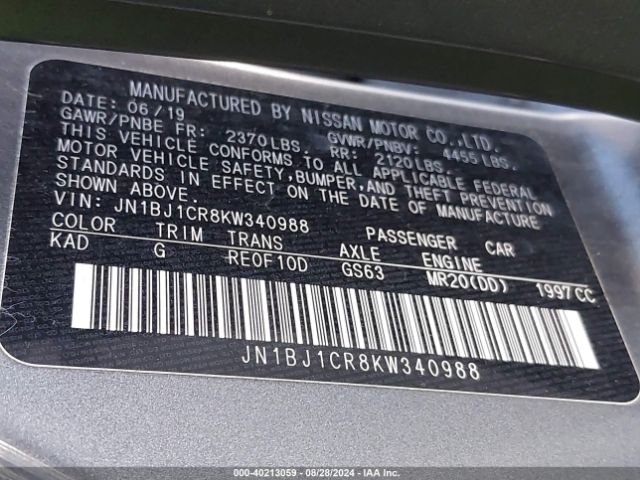 MANUFACTURED BY NISSAN MOTOR CO.,LTD.
DATE: 06/19
GAWR/PNBE FR: 2370LBS. GVWR/PNBV: 4455 LBS.
RR: 2120LBS.
THIS VEHICLE CONFORMS TO ALL APPLICABLE FEDERAL
MOTOR VEHICLE SAFETY,BUMPER,AND THEFT PREVENTION
STANDARDS IN EFFECT ON THE DATE OF MANUFACTURE
SHOWN ABOVE.
VIN: JN1BJ1CR8KW340988 PASSENGER CAR
COLOR TRIM TRANS AXLE ENGINE
KAD G RE0F10D GS63 MR20(DD) 1997CC
JN1BJ1CR8KW340988
000-40213059 - 08/28/2024 - IAA Inc.